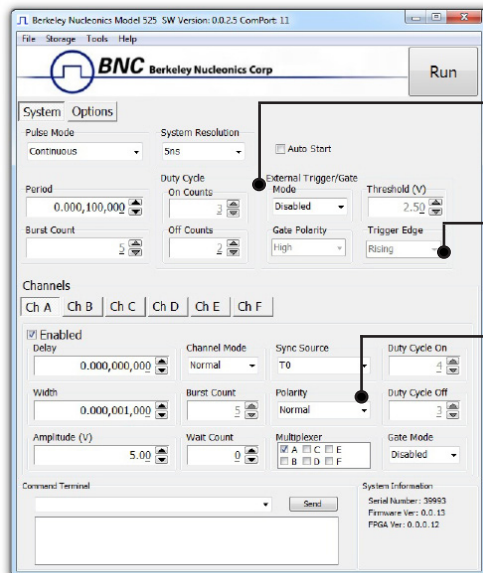 Berkeley Nucleonics Model 525 SW Version: 0.0.2.5 ComPort: 11
File Storage Tools Help
BNC Berkeley Nucleonics Corp
Run
System Options
Pulse Mode System Resolution
Continuous 5ns Auto Start
Duty Cycle External Trigger/Gate
Period On Counts Mode Threshold (V)
0.000,100,000 3 Disabled 2.50
Burst Count Off Counts Gate Polarity Trigger Edge
5 2 High Rising
Channels
Ch A Ch B Ch C Ch D Ch E Ch F
Enabled
Delay Channel Mode Sync Source Duty Cycle On
0.000,000,000 Normal T0 4
Width Burst Count Polarity Duty Cycle Off
0.000,001,000 5 Normal 3
Amplitude (V) Wait Count Multiplexer Gate Mode
5.00 0 A C E Disabled
B D F
Command Terminal System Information
Send Serial Number: 39993
Firmware Ver: 0.0.13
FPGA Ver: 0.0.0.12